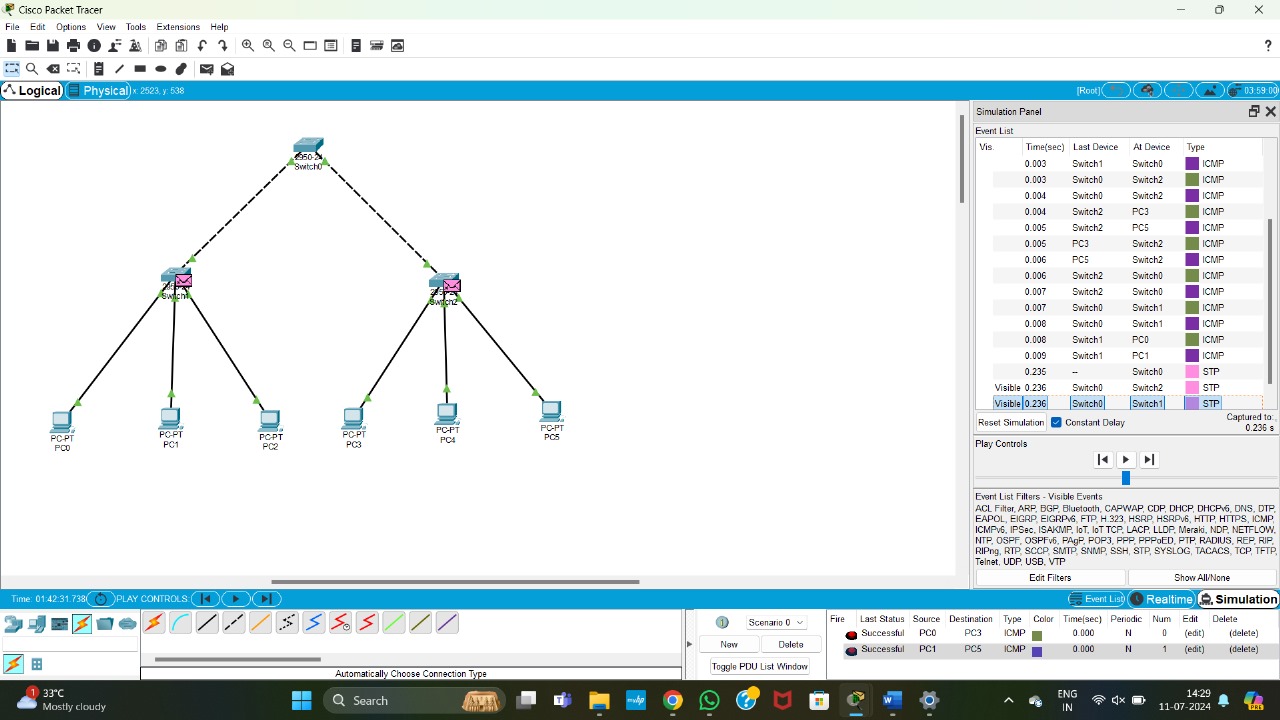 Cisco Packet Tracer
File Edit Options View Tools Extensions Help
?
Logical Physical x: 2523, y: 538 [Root] 03:59:00
2950-24
Switch0
Switch1
Switch2
PC-PT
PC0
PC-PT
PC1
PC-PT
PC2
PC-PT
PC3
PC-PT
PC4
PC-PT
PC5
Simulation Panel
Event List
Vis. Time(sec) Last Device At Device Type
0.003 Switch1 Switch0 ICMP
0.003 Switch0 Switch2 ICMP
0.004 Switch0 Switch2 ICMP
0.004 Switch2 PC3 ICMP
0.005 Switch2 PC5 ICMP
0.005 PC3 Switch2 ICMP
0.006 PC5 Switch2 ICMP
0.006 Switch2 Switch0 ICMP
0.007 Switch2 Switch0 ICMP
0.007 Switch0 Switch1 ICMP
0.008 Switch0 Switch1 ICMP
0.008 Switch1 PC0 ICMP
0.009 Switch1 PC1 ICMP
0.235 -- Switch0 STP
Visible 0.236 Switch0 Switch2 STP
Visible 0.236 Switch0 Switch1 STP
Reset Simulation Constant Delay Captured to:
0.236 s
Play Controls
Event List Filters - Visible Events
ACL Filter, ARP, BGP, Bluetooth, CAPWAP, CDP, DHCP, DHCPv6, DNS, DTP,
EAPOL, EIGRP, EIGRPv6, FTP, H.323, HSRP, HSRPv6, HTTP, HTTPS, ICMP,
ICMPv6, IPSec, ISAKMP, IoT, IoT TCP, LACP, LLDP, Meraki, NDP, NETFLOW,
NTP, OSPF, OSPFv6, PAgP, POP3, PPP, PPPoED, PTP, RADIUS, REP, RIP,
RIPng, RTP, SCCP, SMTP, SNMP, SSH, STP, SYSLOG, TACACS, TCP, TFTP,
Telnet, UDP, USB, VTP
Edit Filters Show All/None
Time: 01:42:31.738 PLAY CONTROLS: Event List Realtime Simulation
Automatically Choose Connection Type
Scenario 0
New Delete
Toggle PDU List Window
Fire Last Status Source Destination Type Color Time(sec) Periodic Num Edit Delete
Successful PC0 PC3 ICMP 0.000 N 0 (edit) (delete)
Successful PC1 PC5 ICMP 0.000 N 1 (edit) (delete)
1 33°C
Mostly cloudy
Search
ENG
IN
14:29
11-07-2024